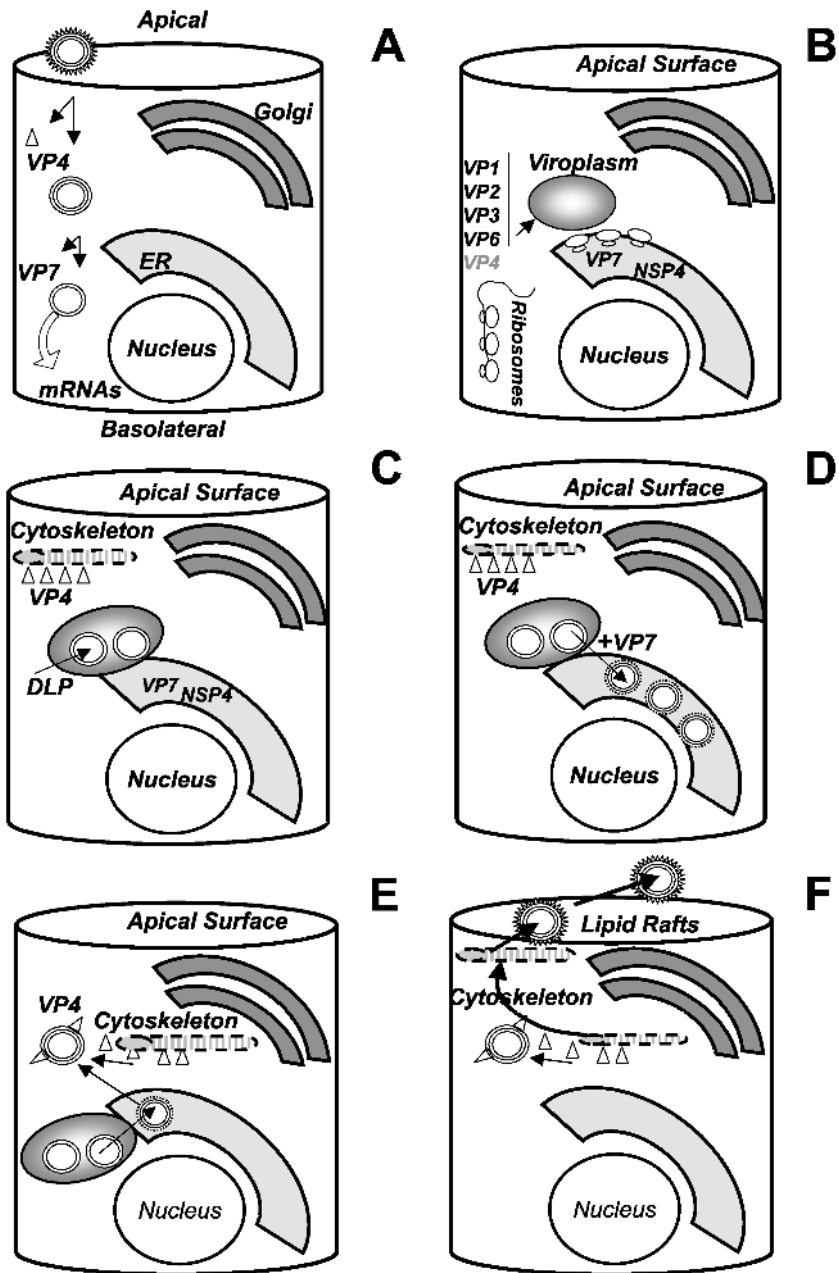 Apical
A
Golgi
VP4
VP7
ER
Nucleus
mRNAs
Basolateral
B
Apical Surface
VP1
Viroplasm
VP2
VP3
VP6
VP4
VP7
NSP4
Ribosomes
Nucleus
C
Apical Surface
Cytoskeleton
VP4
DLP
VP7
NSP4
Nucleus
D
Apical Surface
Cytoskeleton
VP4
+VP7
Nucleus
E
Apical Surface
VP4
Cytoskeleton
Nucleus
F
Lipid Rafts
Cytoskeleton
Nucleus